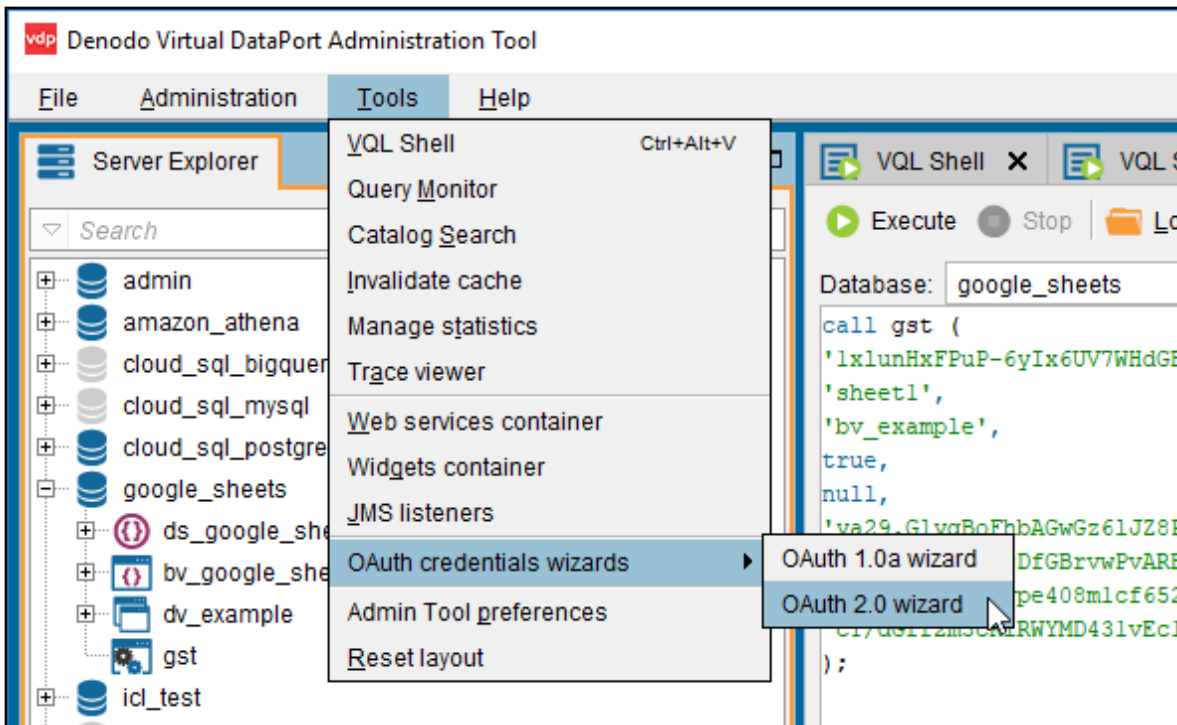 vdp Denodo Virtual DataPort Administration Tool
File Administration Tools Help
Server Explorer
Search
admin
amazon_athena
cloud_sql_bigquer
cloud_sql_mysql
cloud_sql_postgre
google_sheets
ds_google_she
bv_google_she
dv_example
gst
icl_test
VQL Shell Ctrl+Alt+V
Query Monitor
Catalog Search
Invalidate cache
Manage statistics
Trace viewer
Web services container
Widgets container
JMS listeners
OAuth credentials wizards
Admin Tool preferences
Reset layout
OAuth 1.0a wizard
OAuth 2.0 wizard
VQL Shell VQL
Execute Stop
Database: google_sheets
call gst (
'sheet1',
'bv_example',
true,
null,
);